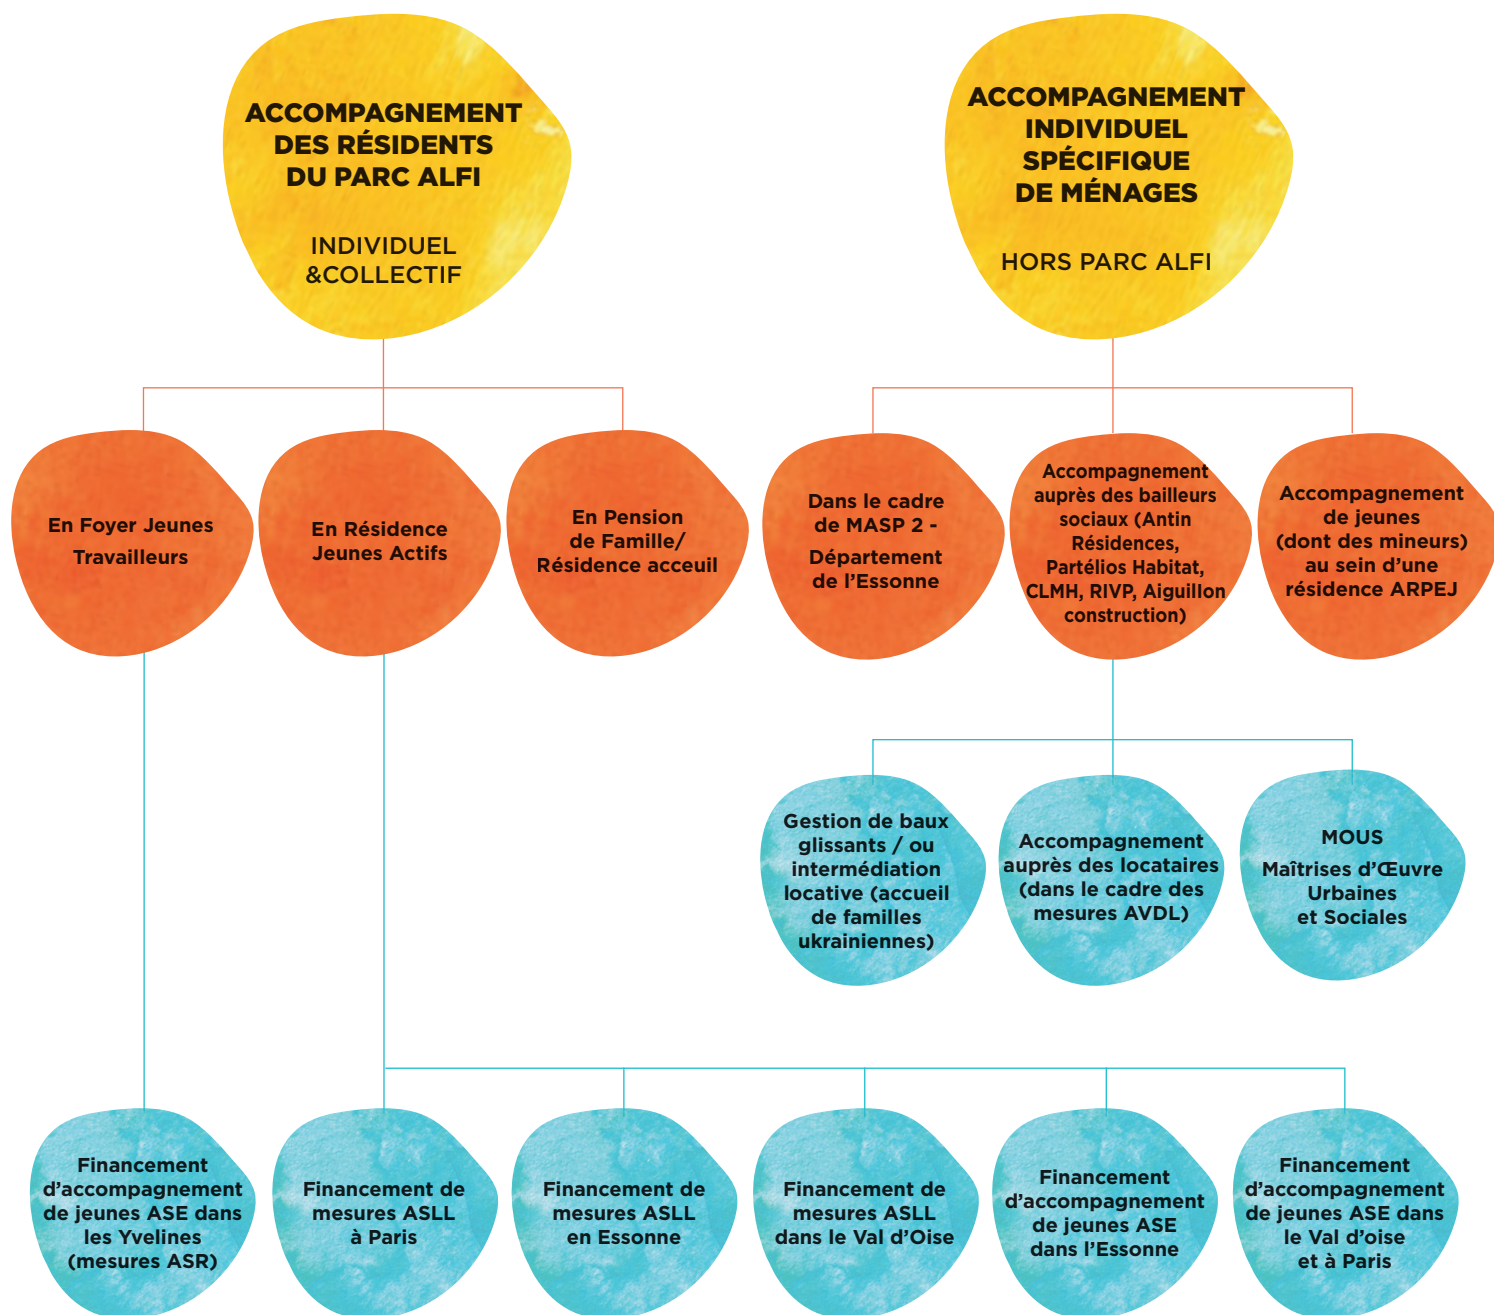 ACCOMPAGNEMENT
DES RÉSIDENTS
DU PARC ALFI
INDIVIDUEL
&COLLECTIF
ACCOMPAGNEMENT
INDIVIDUEL
SPÉCIFIQUE
DE MÉNAGES
HORS PARC ALFI
En Foyer Jeunes
Travailleurs
En Résidence
Jeunes Actifs
En Pension
de Famille/
Résidence acceuil
Dans le cadre
de MASP 2 -
Département
de l'Essonne
Accompagnement
auprès des bailleurs
sociaux (Antin
Résidences,
Partélios Habitat,
CLMH, RIVP, Aiguillon
construction)
Accompagnement
de jeunes
(dont des mineurs)
au sein d'une
résidence ARPEJ
Gestion de baux
glissants / ou
intermédiation
locative (accueil
de familles
ukrainiennes)
Accompagnement
auprès des locataires
(dans le cadre des
mesures AVDL)
MOUS
Maîtrises d'Œuvre
Urbaines
et Sociales
Financement
d'accompagnement
de jeunes ASE dans
les Yvelines
(mesures ASR)
Financement de
mesures ASLL
à Paris
Financement de
mesures ASLL
en Essonne
Financement de
mesures ASLL
dans le Val d'Oise
Financement
d'accompagnement
de jeunes ASE
dans l'Essonne
Financement
d'accompagnement
de jeunes ASE dans
le Val d'oise
et à Paris